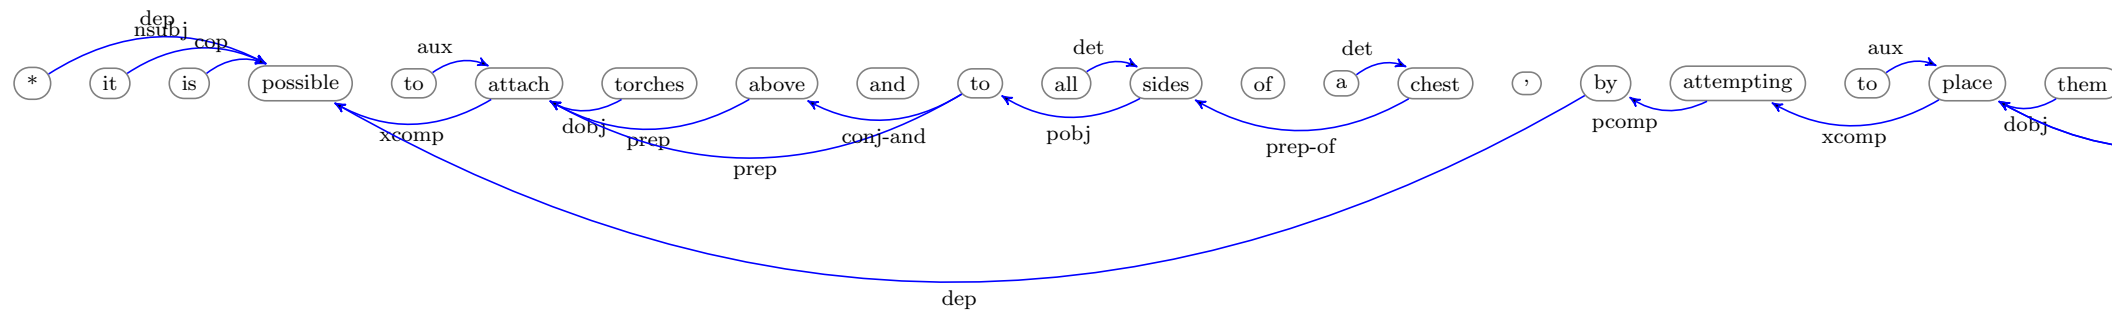 dep
nsubj
cop aux det det aux
* it is possible to attach torches above and to all sides of a chest , by attempting to place them
xcomp dobj prep conj-and pobj prep-of pcomp xcomp dobj
prep
dep